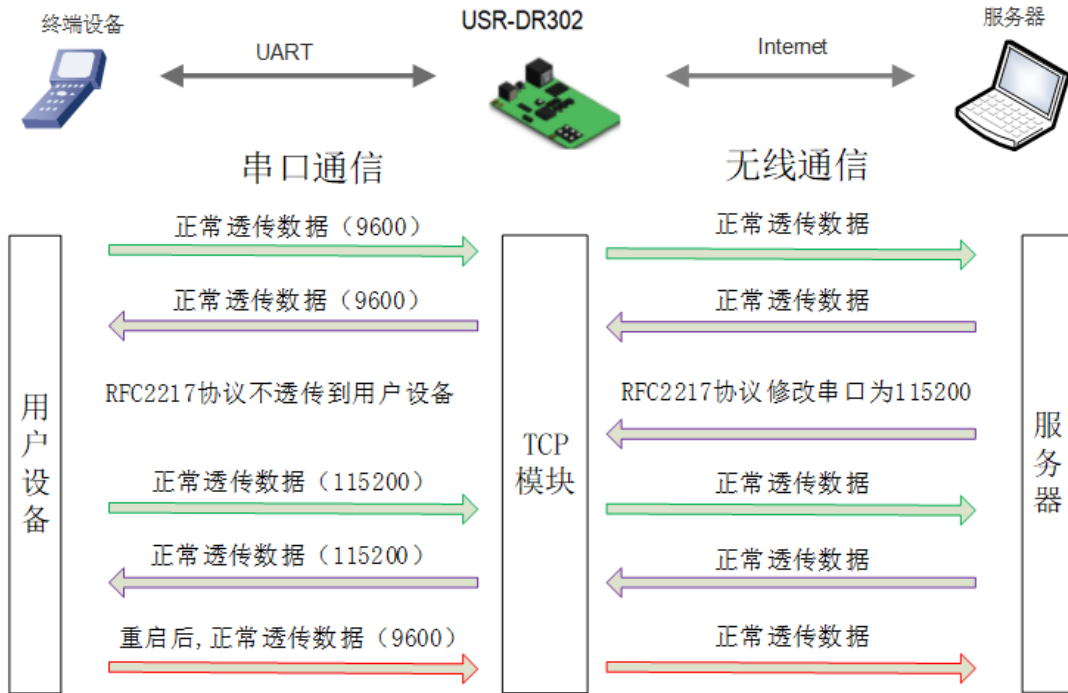 终端设备
USR-DR302
服务器
UART
Internet
串口通信
无线通信
正常透传数据（9600）
正常透传数据
正常透传数据（9600）
正常透传数据
RFC2217协议不透传到用户设备
RFC2217协议修改串口为115200
用户设备
TCP
模块
服务器
正常透传数据（115200）
正常透传数据
正常透传数据（115200）
正常透传数据
重启后,正常透传数据（9600）
正常透传数据